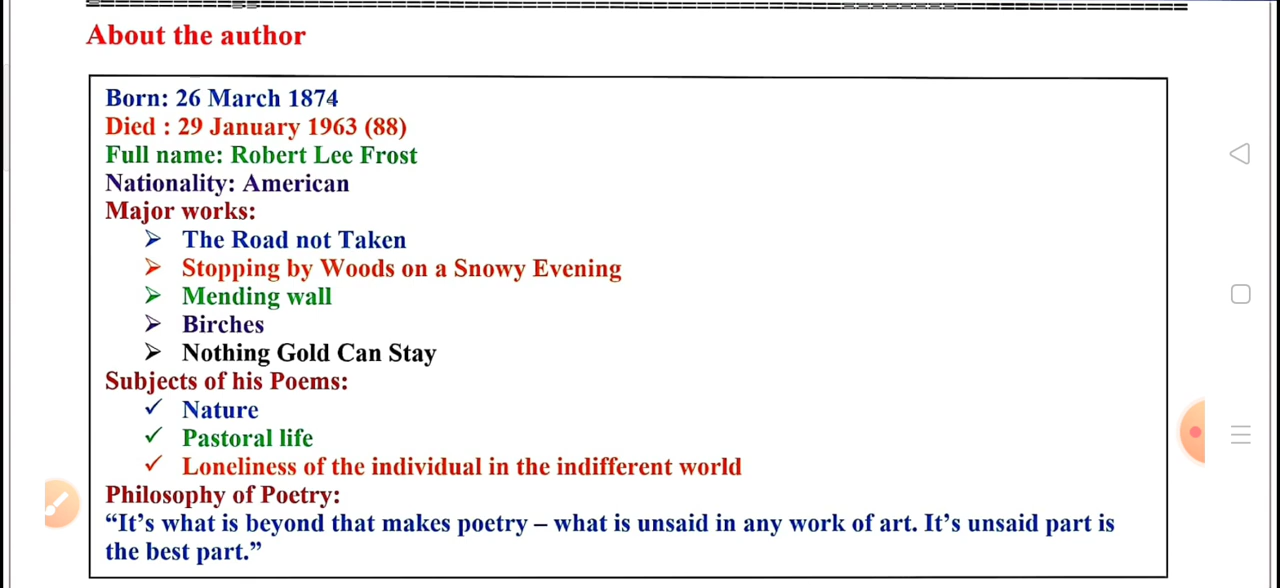 About the author
Born: 26 March 1874
Died : 29 January 1963 (88)
Full name: Robert Lee Frost
Nationality: American
Major works:
The Road not Taken
Stopping by Woods on a Snowy Evening
Mending wall
Birches
Nothing Gold Can Stay
Subjects of his Poems:
Nature
Pastoral life
Loneliness of the individual in the indifferent world
Philosophy of Poetry:
“It’s what is beyond that makes poetry – what is unsaid in any work of art. It’s unsaid part is
the best part.”